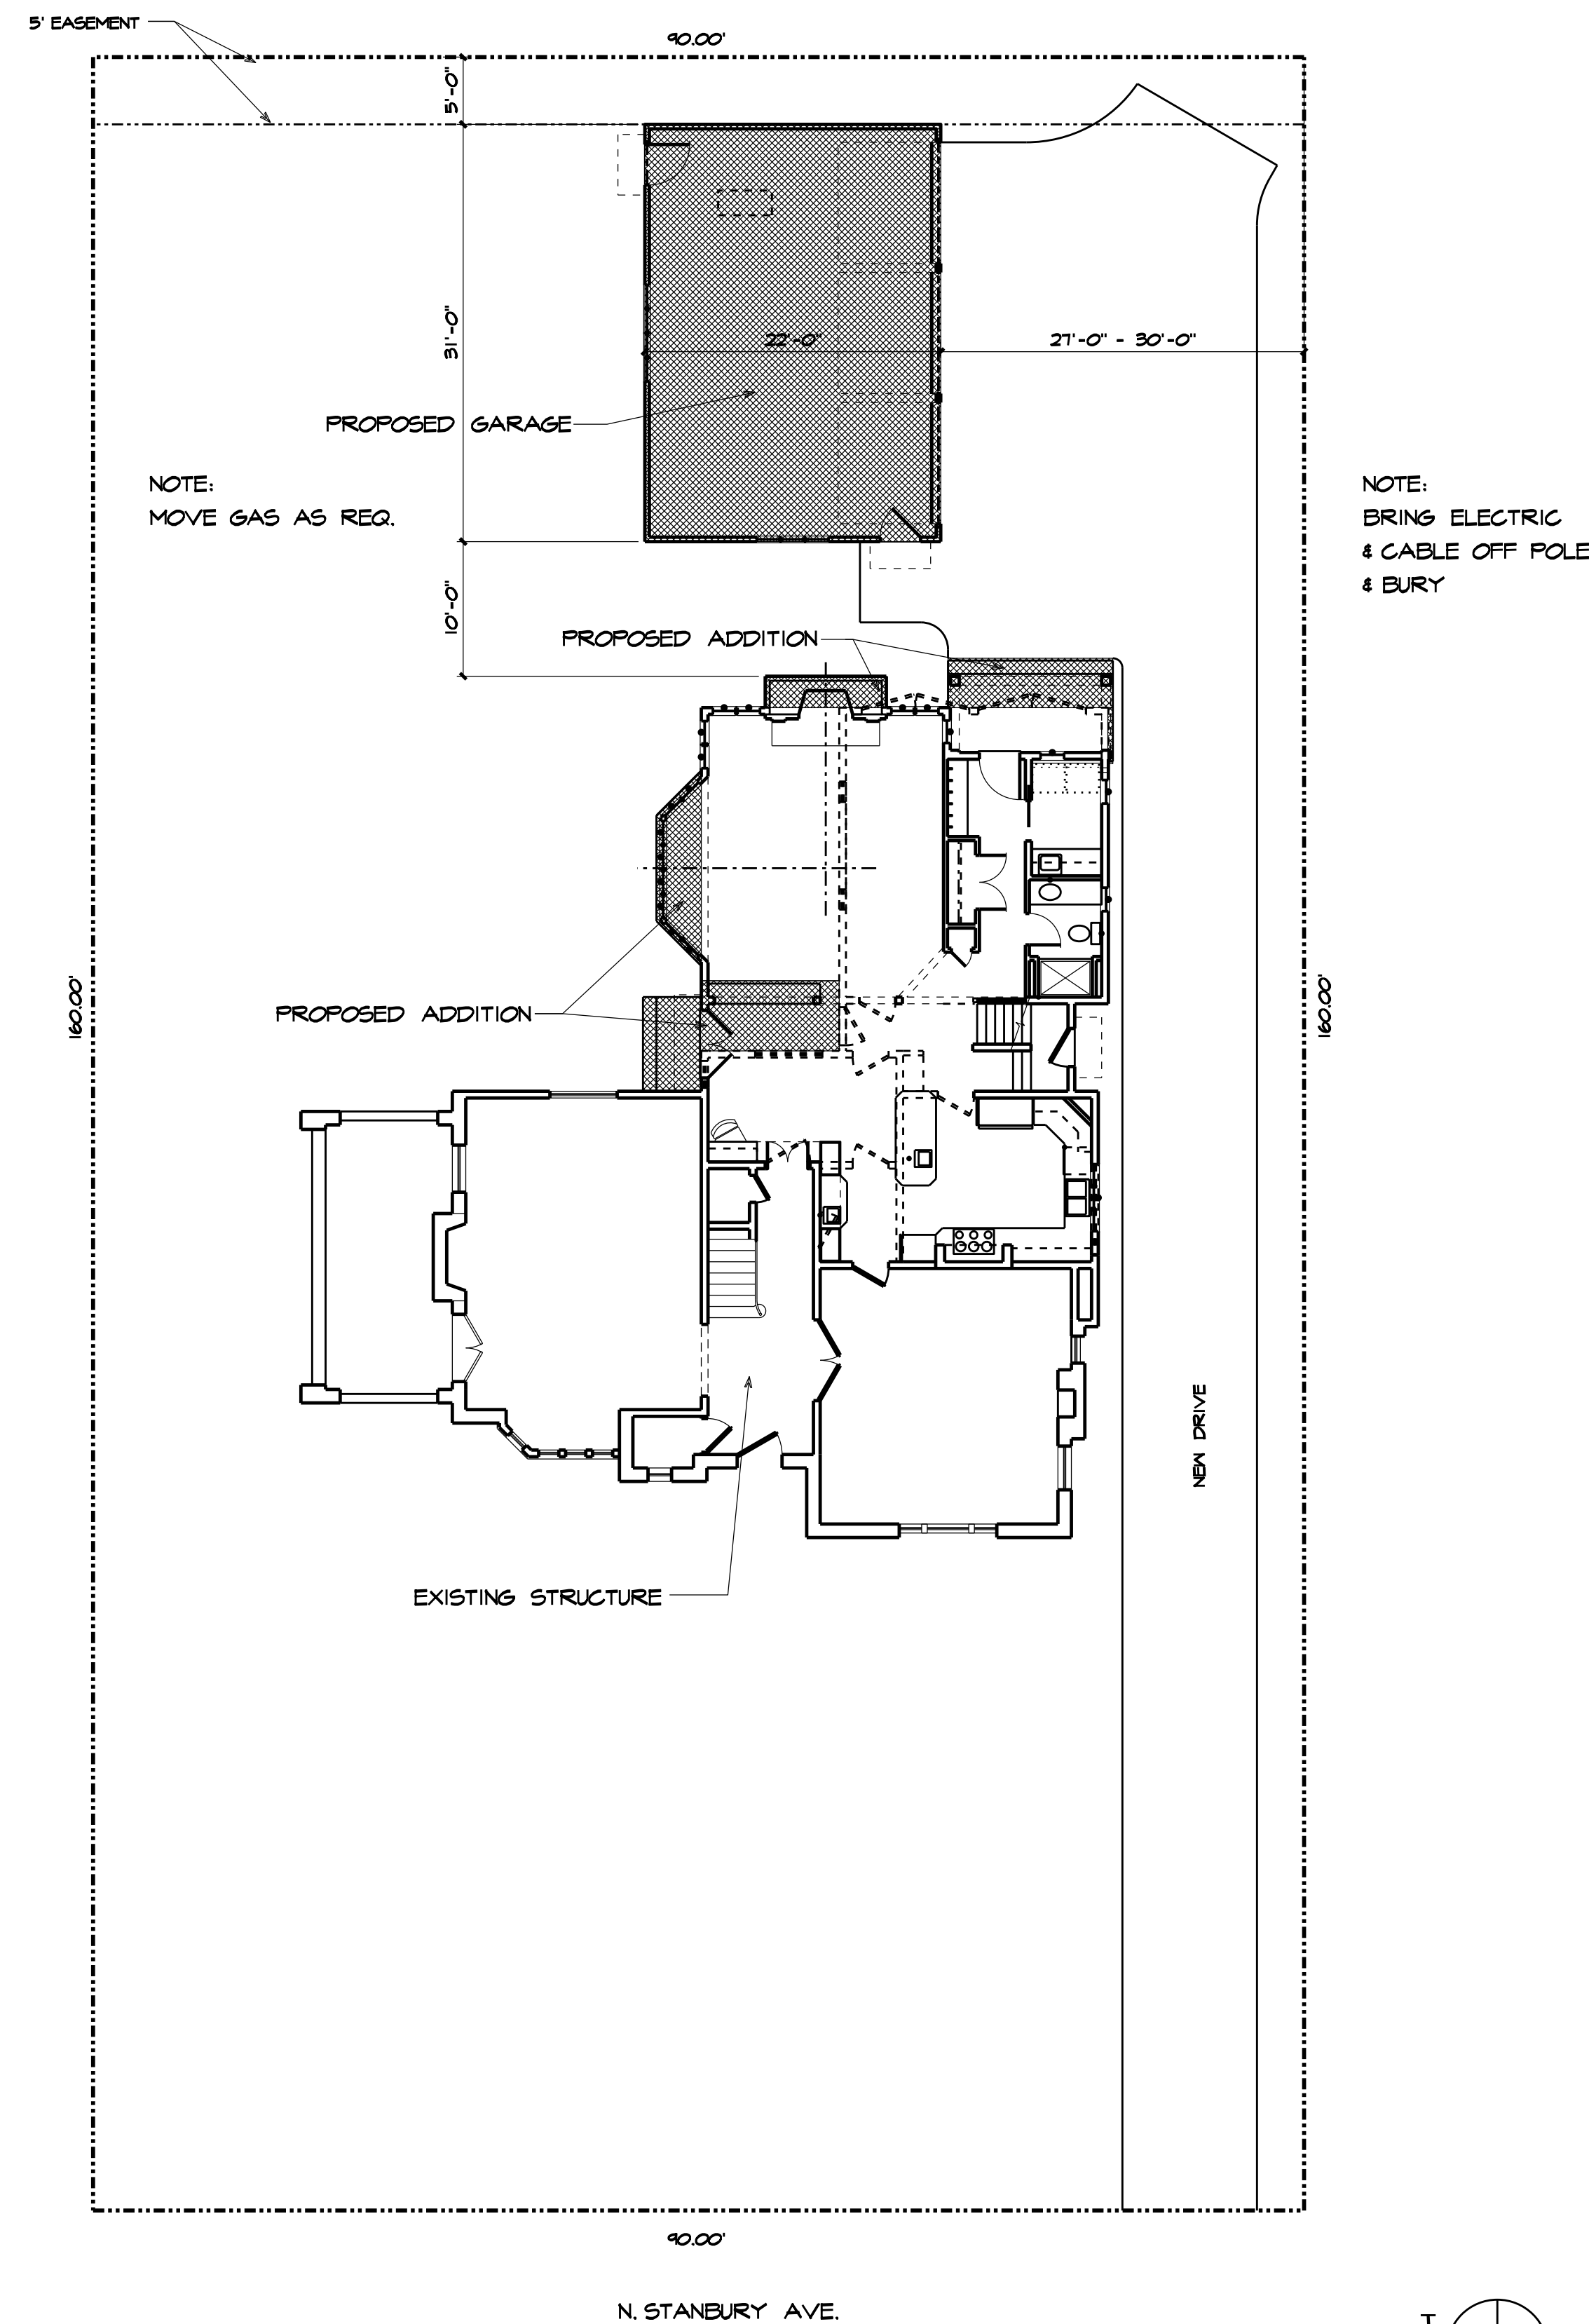 5' EASEMENT
90.00'
5'-0"
31'-0"
22'-0"
27'-0" - 30'-0"
PROPOSED GARAGE
NOTE:
MOVE GAS AS REQ.
NOTE:
BRING ELECTRIC
& CABLE OFF POLE
& BURY
10'-0"
PROPOSED ADDITION
160.00'
PROPOSED ADDITION
160.00'
NEW DRIVE
EXISTING STRUCTURE
90.00'
N. STANBURY AVE.